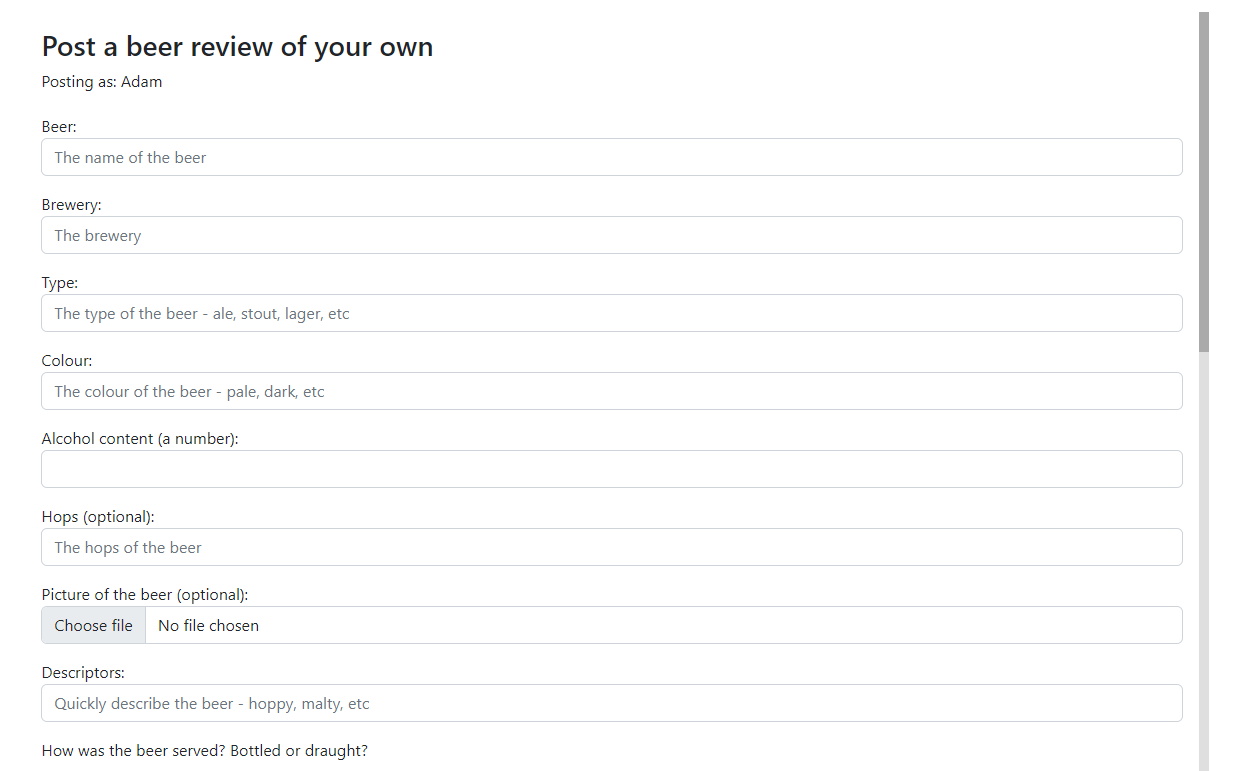 Post a beer review of your own
Posting as: Adam
Beer:
The name of the beer
Brewery:
The brewery
Type:
The type of the beer - ale, stout, lager, etc
Colour:
The colour of the beer - pale, dark, etc
Alcohol content (a number):
Hops (optional):
The hops of the beer
Picture of the beer (optional):
Choose file No file chosen
Descriptors:
Quickly describe the beer - hoppy, malty, etc
How was the beer served? Bottled or draught?